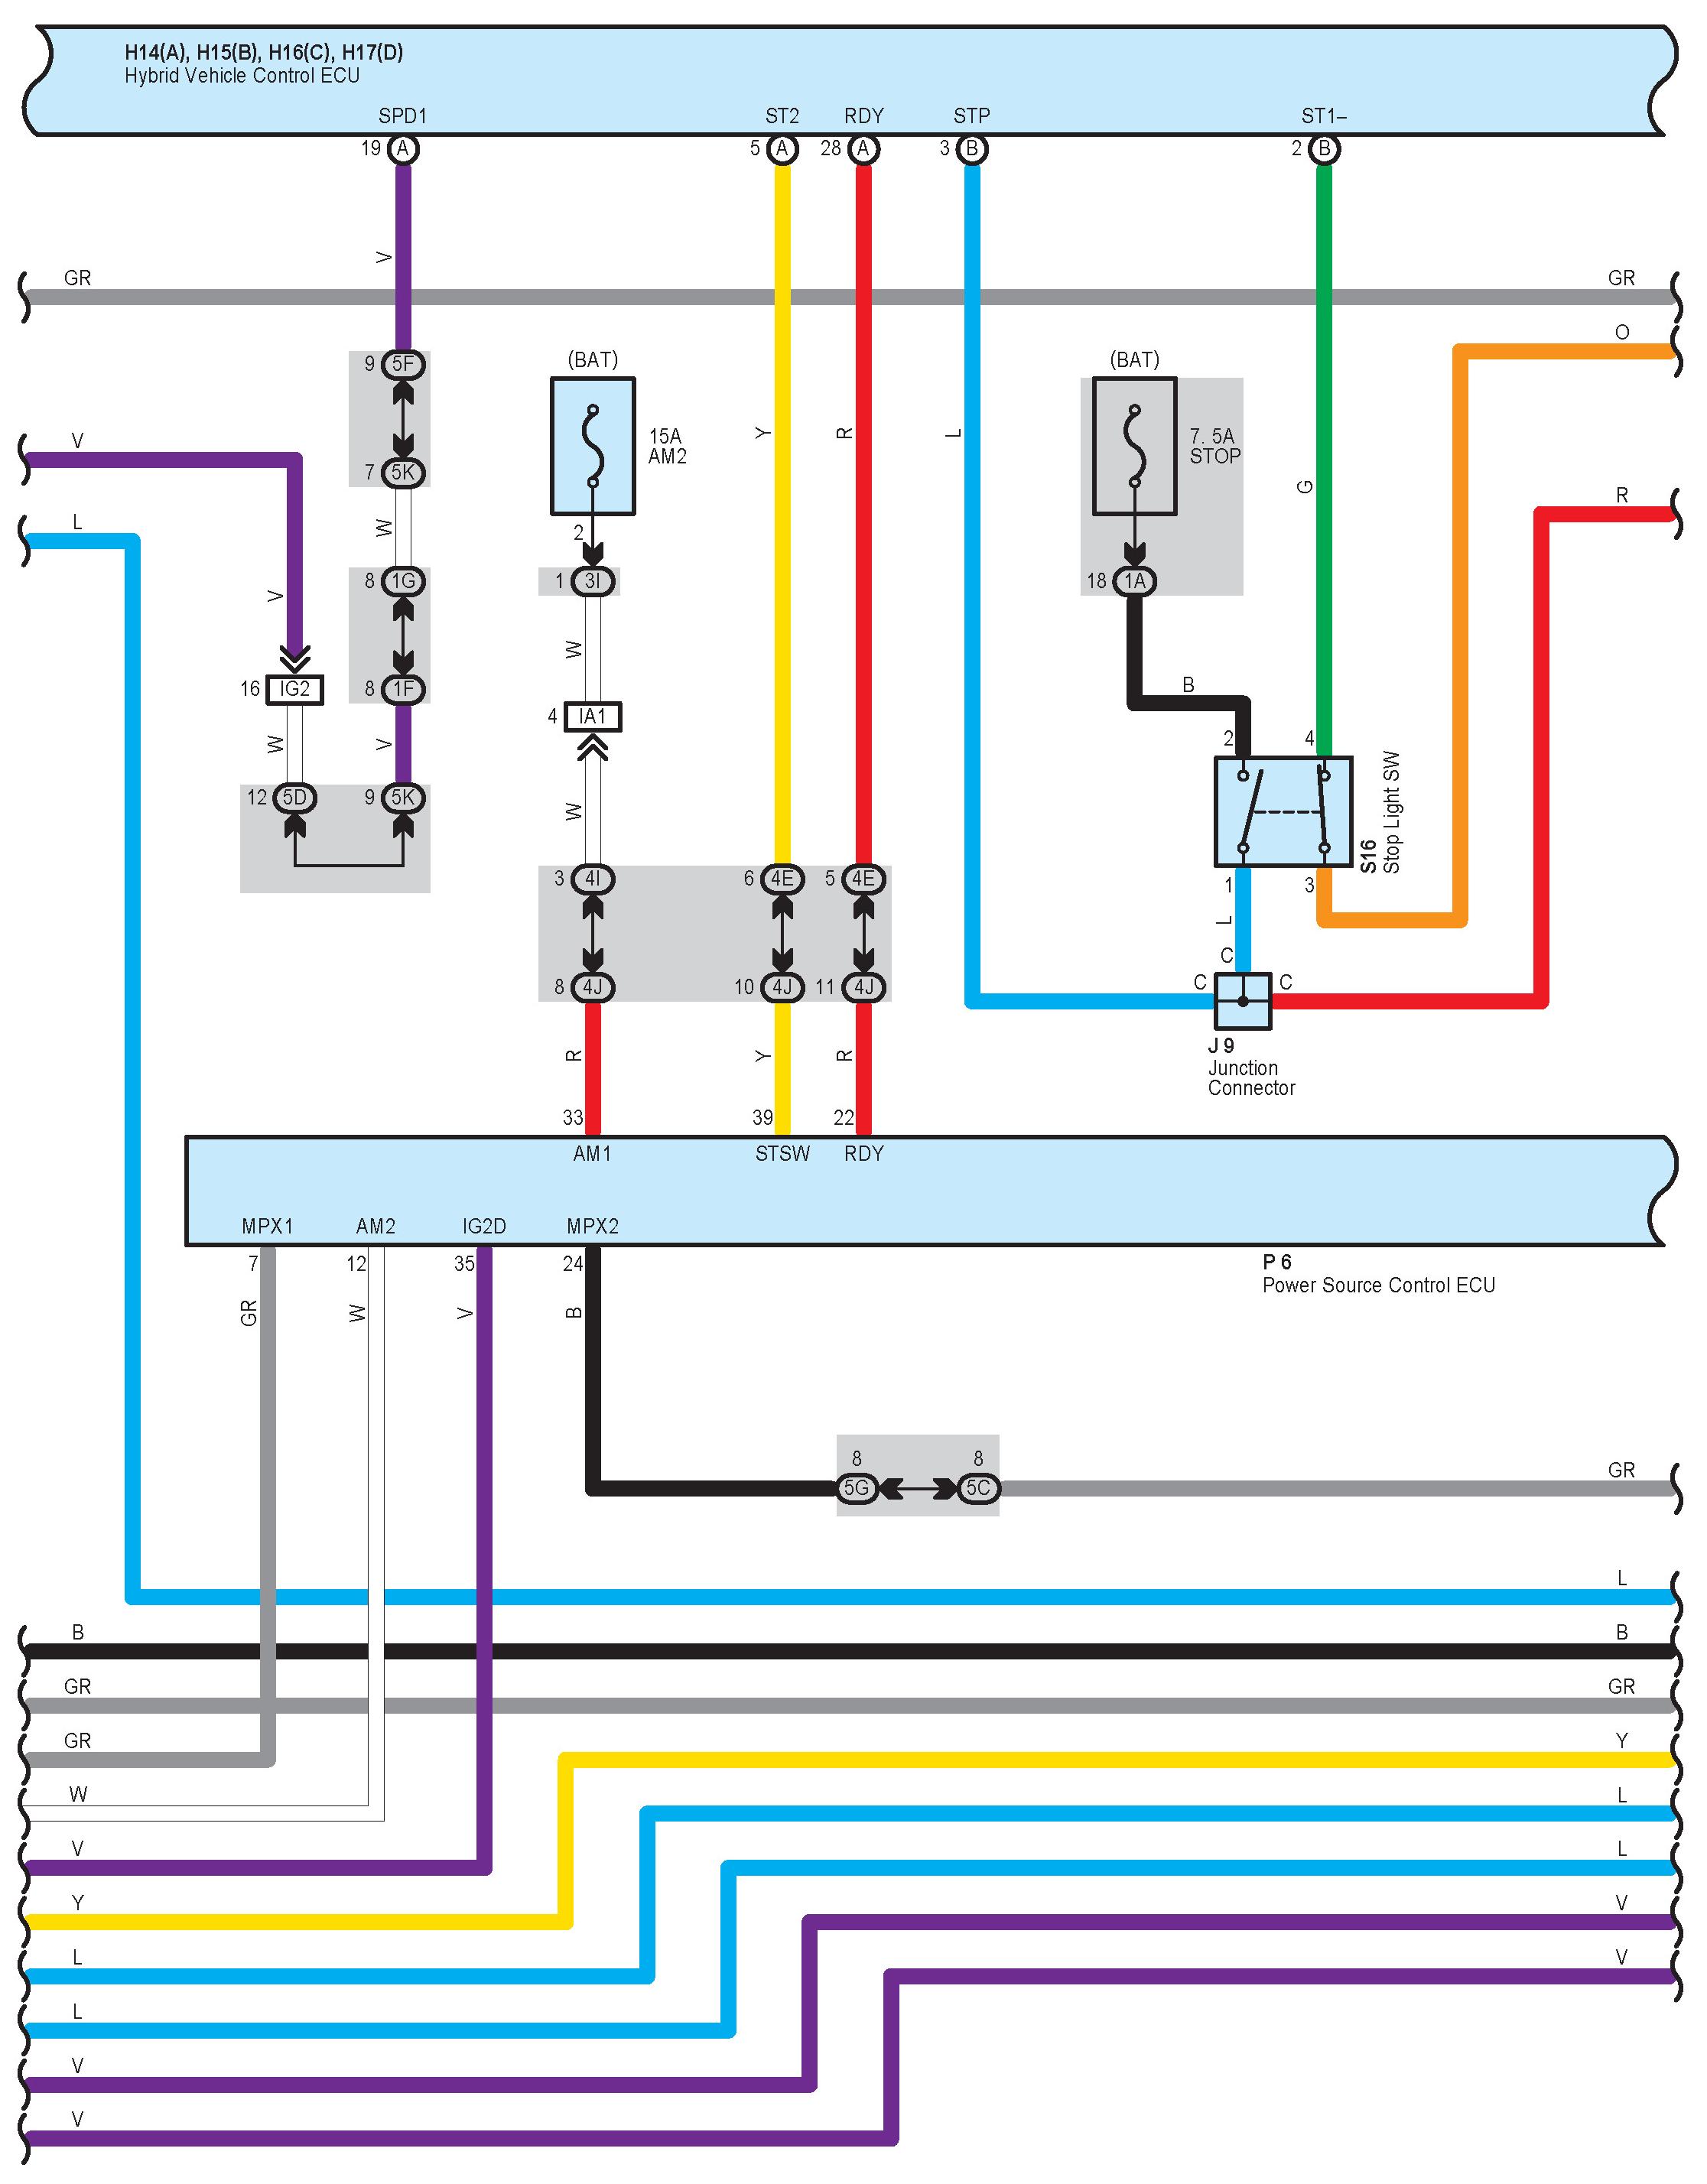 H14(A), H15(B), H16(C), H17(D)
Hybrid Vehicle Control ECU
SPD1 ST2 RDY STP ST1–
19 A 5 A 28 A 3 B 2 B
V
GR GR
O
(BAT) (BAT)
9 5F
15A
AM2
7. 5A
STOP
V
Y R L
7 5K
G
R
L
W
2
8 1G
1 3I
18 1A
V
W
16 IG2
8 1F
4 IA1
B
W
V
2 4
12 5D
9 5K
W
S16
Stop Light SW
3 4I
6 4E
5 4E
1 3
L
C
8 4J
10 4J
11 4J
C C
J 9
Junction
Connector
R Y R
33 39 22
AM1 STSW RDY
MPX1 AM2 IG2D MPX2
7 12 35 24
P 6
Power Source Control ECU
GR W V B
8 8
5G 5C
GR
L
B B
GR GR
GR Y
W L
V L
Y V
L V
L
V
V